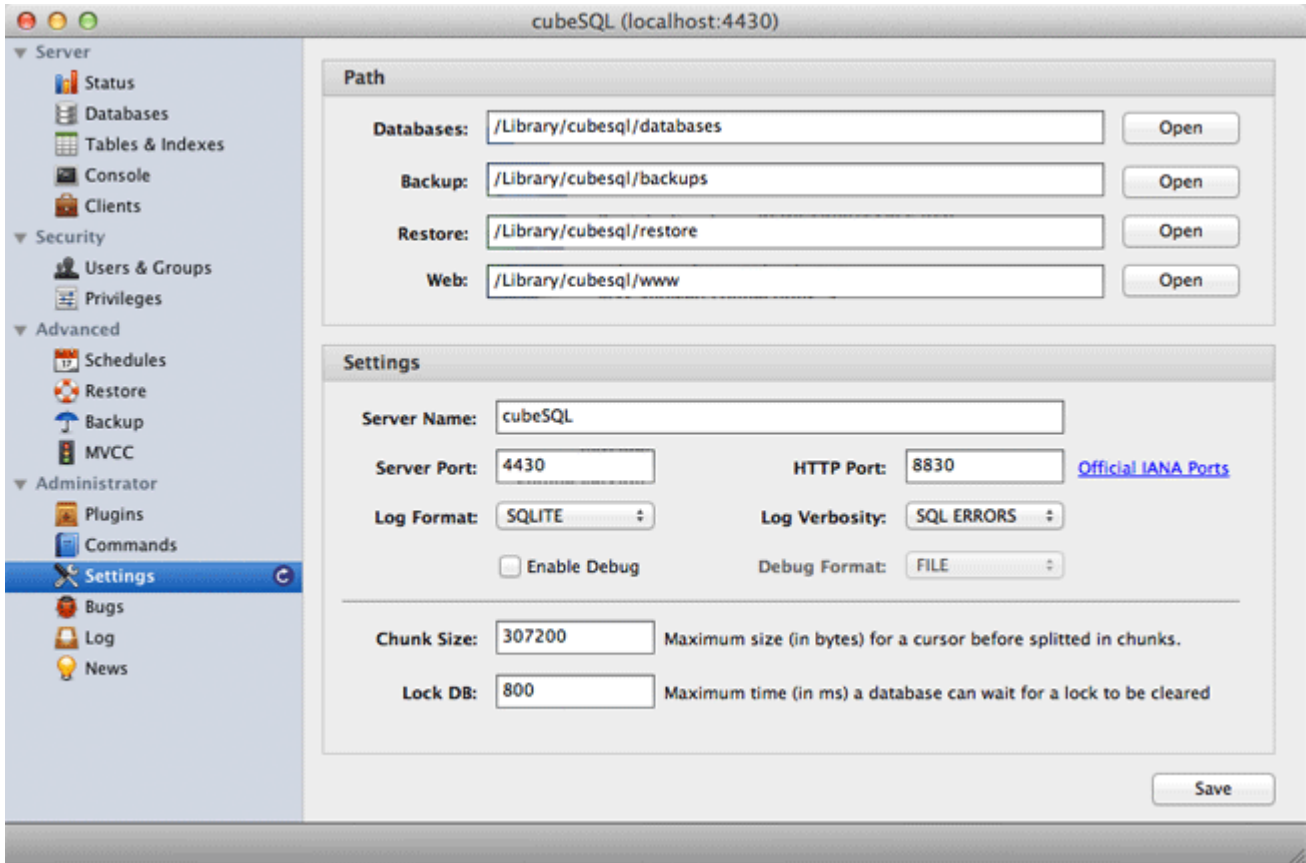 cubeSQL (localhost:4430)
Server
Status
Databases
Tables & Indexes
Console
Clients
Security
Users & Groups
Privileges
Advanced
Schedules
17
Restore
Backup
MVCC
Administrator
Plugins
Commands
Settings
Bugs
Log
News
Path
Databases: /Library/cubesql/databases Open
Backup: /Library/cubesql/backups Open
Restore: /Library/cubesql/restore Open
Web: /Library/cubesql/www Open
Settings
Server Name: cubeSQL
Server Port: 4430 HTTP Port: 8830 Official IANA Ports
Log Format: SQLITE Log Verbosity: SQL ERRORS
Enable Debug Debug Format: FILE
Chunk Size: 307200 Maximum size (in bytes) for a cursor before splitted in chunks.
Lock DB: 800 Maximum time (in ms) a database can wait for a lock to be cleared
Save